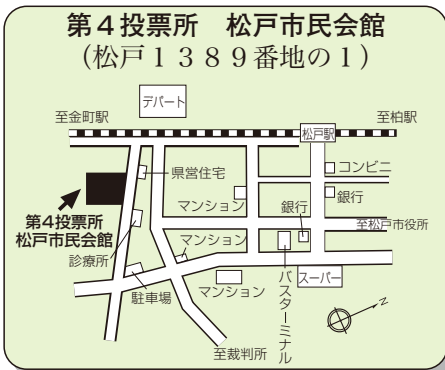 第４投票所　松戸市民会館
(松戸１３８９番地の１)
デパート
至金町駅
至柏駅
松戸駅
コンビニ
県営住宅
銀行
マンション
銀行
第４投票所
松戸市民会館
至松戸市役所
診療所
マンション
バスターミナル
スーパー
マンション
駐車場
至裁判所
N